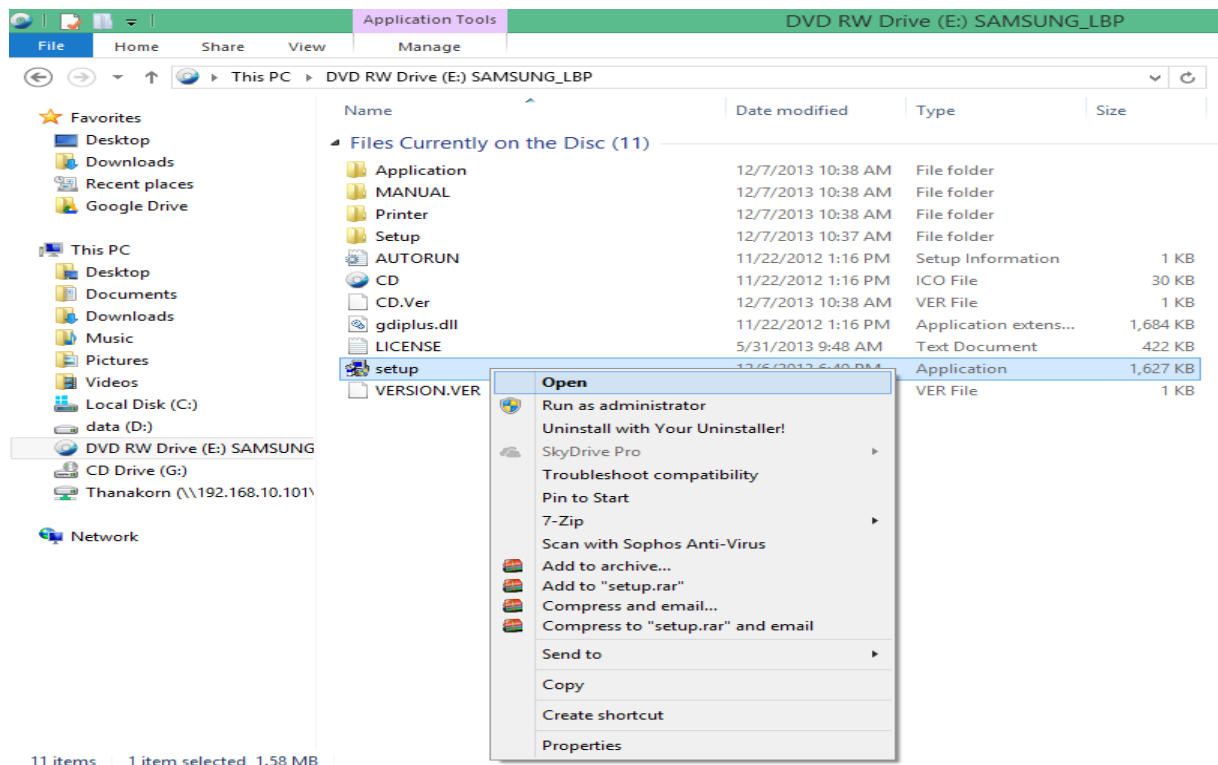 Application Tools DVD RW Drive (E:) SAMSUNG_LBP
File Home Share View Manage
This PC DVD RW Drive (E:) SAMSUNG_LBP
Favorites
Desktop
Downloads
Recent places
Google Drive
This PC
Desktop
Documents
Downloads
Music
Pictures
Videos
Local Disk (C:)
data (D:)
DVD RW Drive (E:) SAMSUNG
CD Drive (G:)
Thanakorn (\\192.168.10.101\
Network
Name Date modified Type Size
Files Currently on the Disc (11)
Application 12/7/2013 10:38 AM File folder
MANUAL 12/7/2013 10:38 AM File folder
Printer 12/7/2013 10:38 AM File folder
Setup 12/7/2013 10:37 AM File folder
AUTORUN 11/22/2012 1:16 PM Setup Information 1 KB
CD 11/22/2012 1:16 PM ICO File 30 KB
CD.Ver 12/7/2013 10:38 AM VER File 1 KB
gdiplus.dll 11/22/2012 1:16 PM Application extens... 1,684 KB
LICENSE 5/31/2013 9:48 AM Text Document 422 KB
setup 12/6/2013 6:40 PM Application 1,627 KB
VERSION.VER VER File 1 KB
Open
Run as administrator
Uninstall with Your Uninstaller!
SkyDrive Pro
Troubleshoot compatibility
Pin to Start
7-Zip
Scan with Sophos Anti-Virus
Add to archive...
Add to "setup.rar"
Compress and email...
Compress to "setup.rar" and email
Send to
Copy
Create shortcut
Properties
11 items 1 item selected 1.58 MB